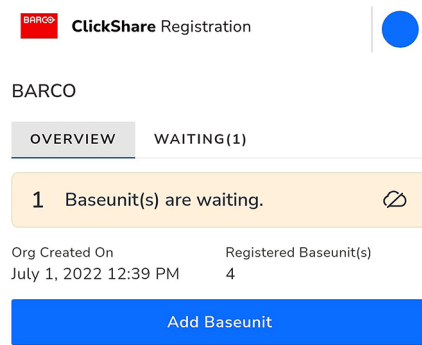 BARCO ClickShare Registration
BARCO
OVERVIEW WAITING(1)
1 Baseunit(s) are waiting.
Org Created On Registered Baseunit(s)
July 1, 2022 12:39 PM 4
Add Baseunit